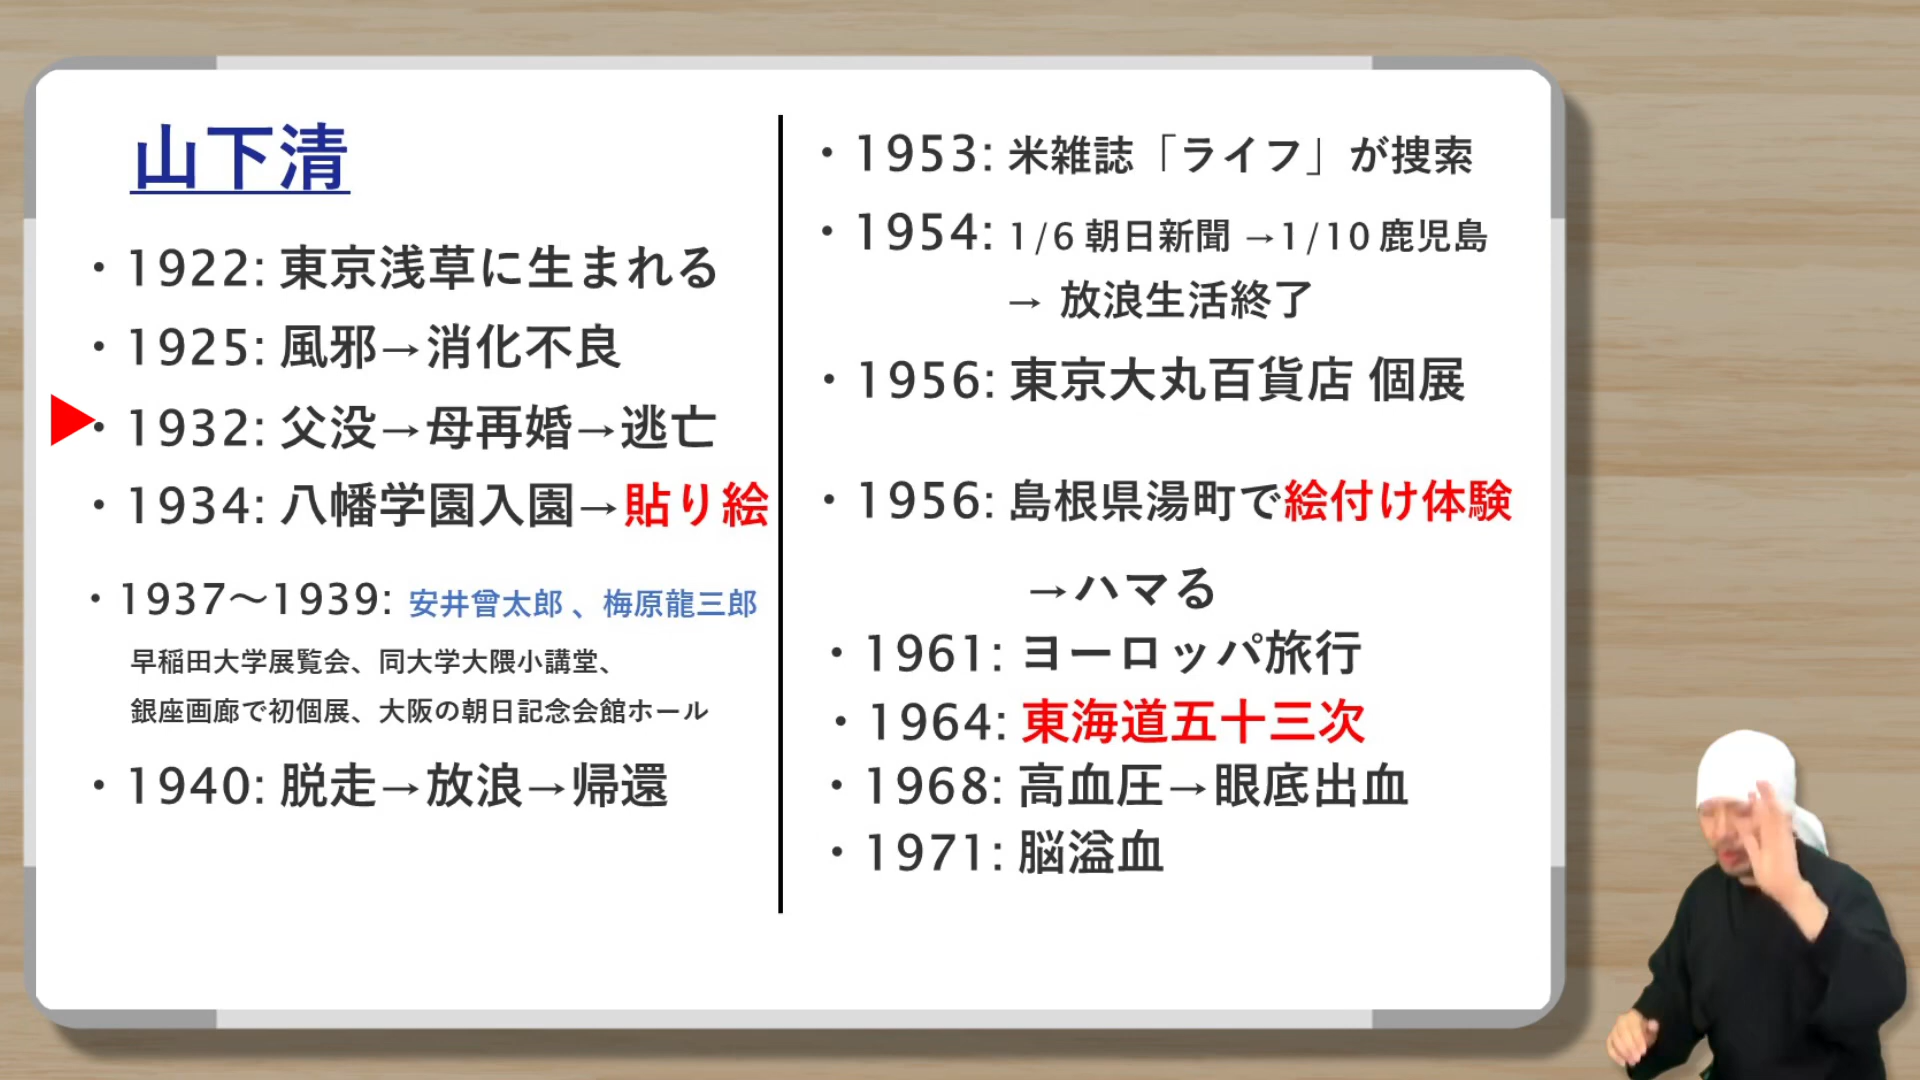 山下清
・1922: 東京浅草に生まれる
・1925: 風邪→消化不良
・1932: 父没→母再婚→逃亡
・1934: 八幡学園入園→貼り絵
・1937～1939: 安井曾太郎、梅原龍三郎
早稲田大学展覧会、同大学大隈小講堂、
銀座画廊で初個展、大阪の朝日記念会館ホール
・1940: 脱走→放浪→帰還
・1953: 米雑誌「ライフ」が捜索
・1954: 1/6 朝日新聞 →1/10 鹿児島
→ 放浪生活終了
・1956: 東京大丸百貨店 個展
・1956: 島根県湯町で絵付け体験
→ハマる
・1961: ヨーロッパ旅行
・1964: 東海道五十三次
・1968: 高血圧→眼底出血
・1971: 脳溢血